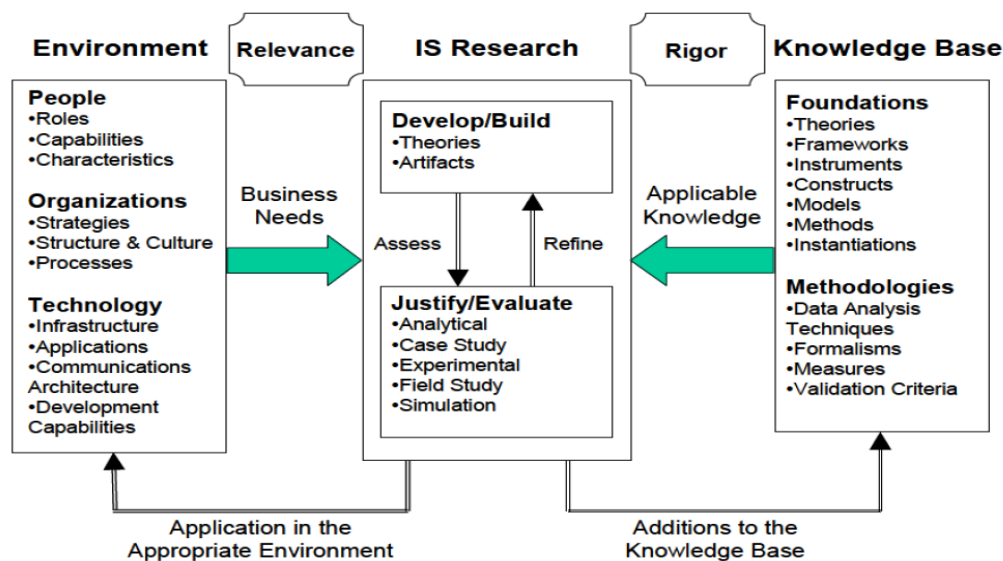 Environment
Relevance
IS Research
Rigor
Knowledge Base
People
•Roles
•Capabilities
•Characteristics
Organizations
•Strategies
•Structure & Culture
•Processes
Technology
•Infrastructure
•Applications
•Communications
Architecture
•Development
Capabilities
Business
Needs
Develop/Build
•Theories
•Artifacts
Assess
Refine
Justify/Evaluate
•Analytical
•Case Study
•Experimental
•Field Study
•Simulation
Applicable
Knowledge
Foundations
•Theories
•Frameworks
•Instruments
•Constructs
•Models
•Methods
•Instantiations
Methodologies
•Data Analysis
Techniques
•Formalisms
•Measures
•Validation Criteria
Application in the
Appropriate Environment
Additions to the
Knowledge Base